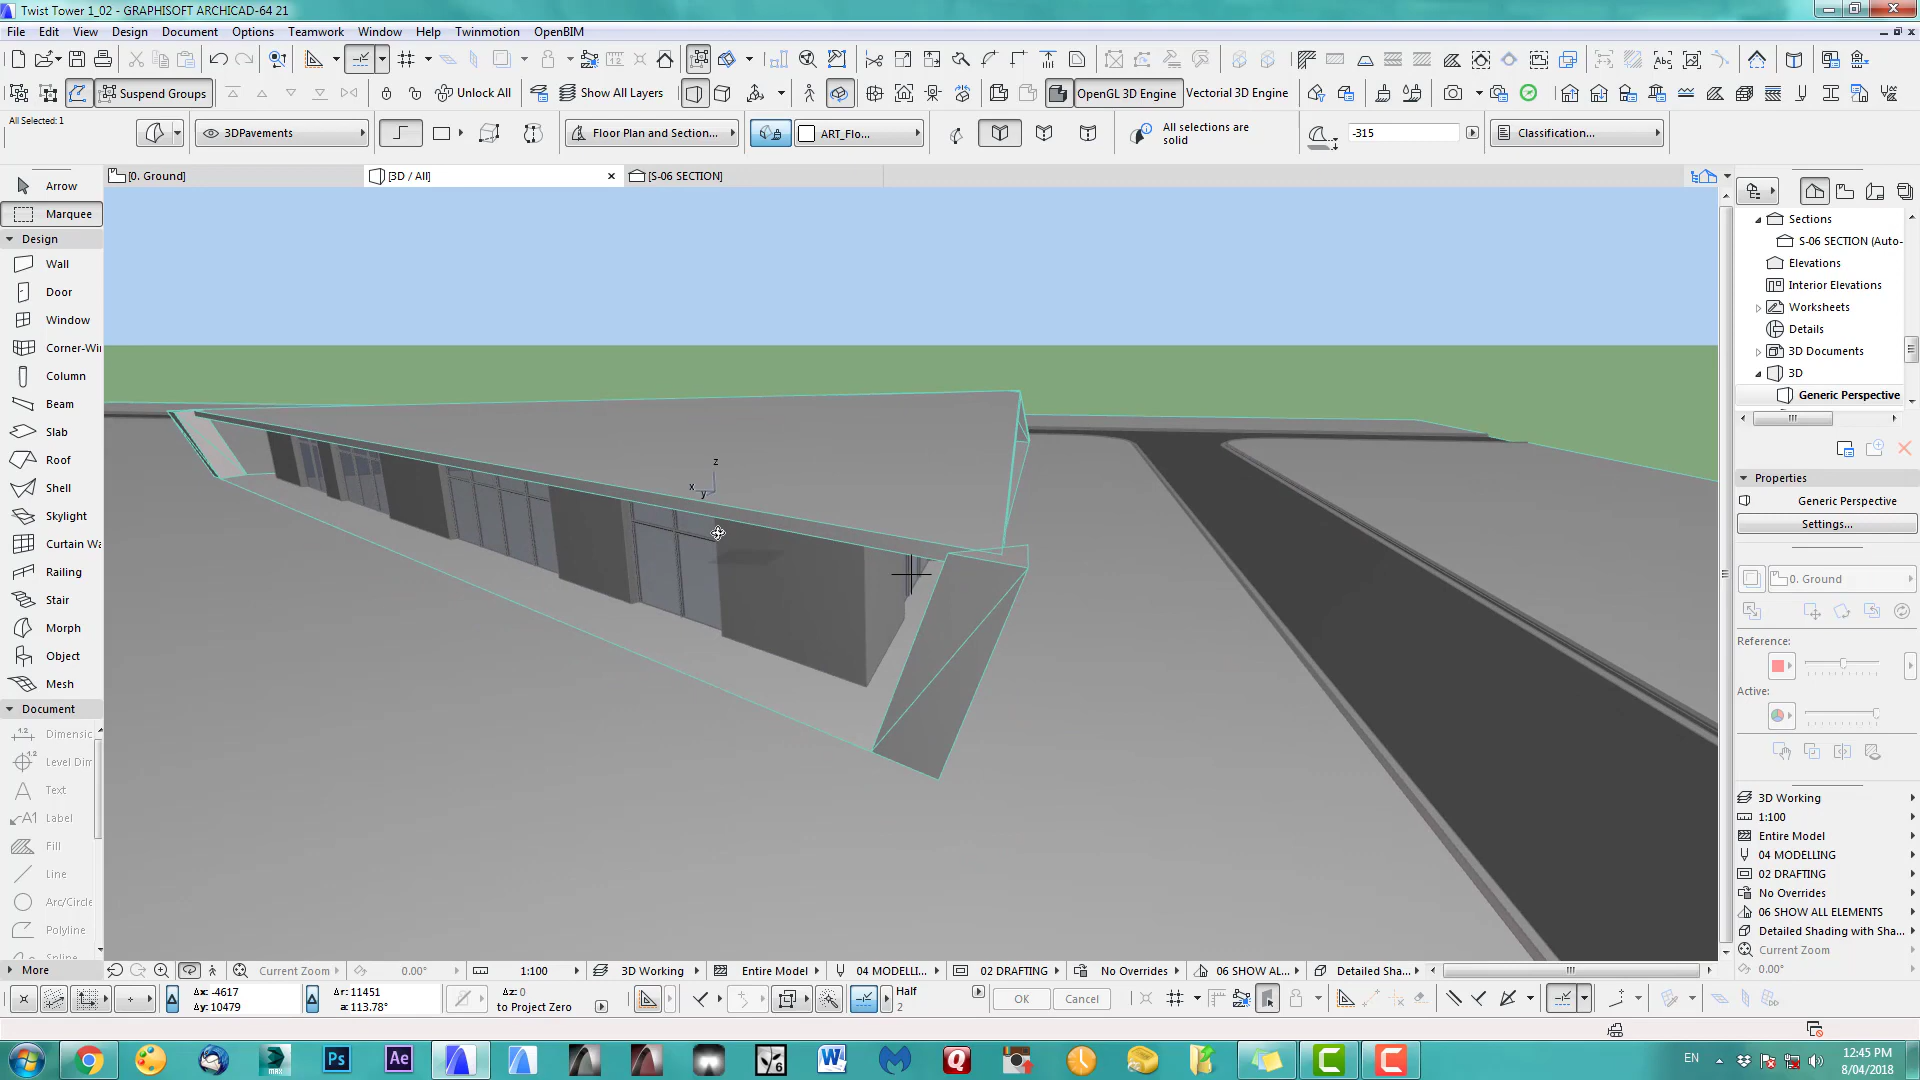 Twist Tower 1_02 - GRAPHISOFT ARCHICAD-64 21
File Edit View Design Document Options Teamwork Window Help Twinmotion OpenBIM
Suspend Groups
Unlock All
Show All Layers
OpenGL 3D Engine
Vectorial 3D Engine
All Selected: 1
3DPavements
Floor Plan and Section...
ART_Flo...
All selections are
solid
-315
Classification...
[0. Ground]
[3D / All]
[S-06 SECTION]
Arrow
Marquee
Design
Wall
Door
Window
Corner-Wi
Column
Beam
Slab
Roof
Shell
Skylight
Curtain Wa
Railing
Stair
Morph
Object
Mesh
Document
Dimensic
Level Dim
Text
Label
Fill
Line
Arc/Circle
Polyline
More
z
x
y
Sections
S-06 SECTION (Auto-
Elevations
Interior Elevations
Worksheets
Details
3D Documents
3D
Generic Perspective
Properties
Generic Perspective
Settings...
0. Ground
Reference:
Active:
3D Working
1:100
Entire Model
04 MODELLING
02 DRAFTING
No Overrides
06 SHOW ALL ELEMENTS
Detailed Shading with Sha...
Current Zoom
0.00°
Current Zoom
0.00°
1:100
3D Working
Entire Model
04 MODELLI...
02 DRAFTING
No Overrides
06 SHOW AL...
Detailed Sha...
Δx: -4617
Δy: 10479
Δr: 11451
a: 113.78°
Δz: 0
to Project Zero
Half
2
OK
Cancel
EN
12:45 PM
8/04/2018